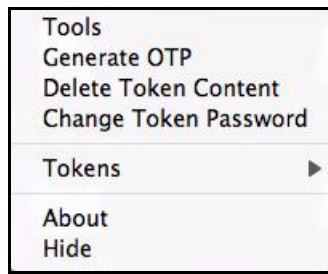 Tools
Generate OTP
Delete Token Content
Change Token Password
Tokens
About
Hide